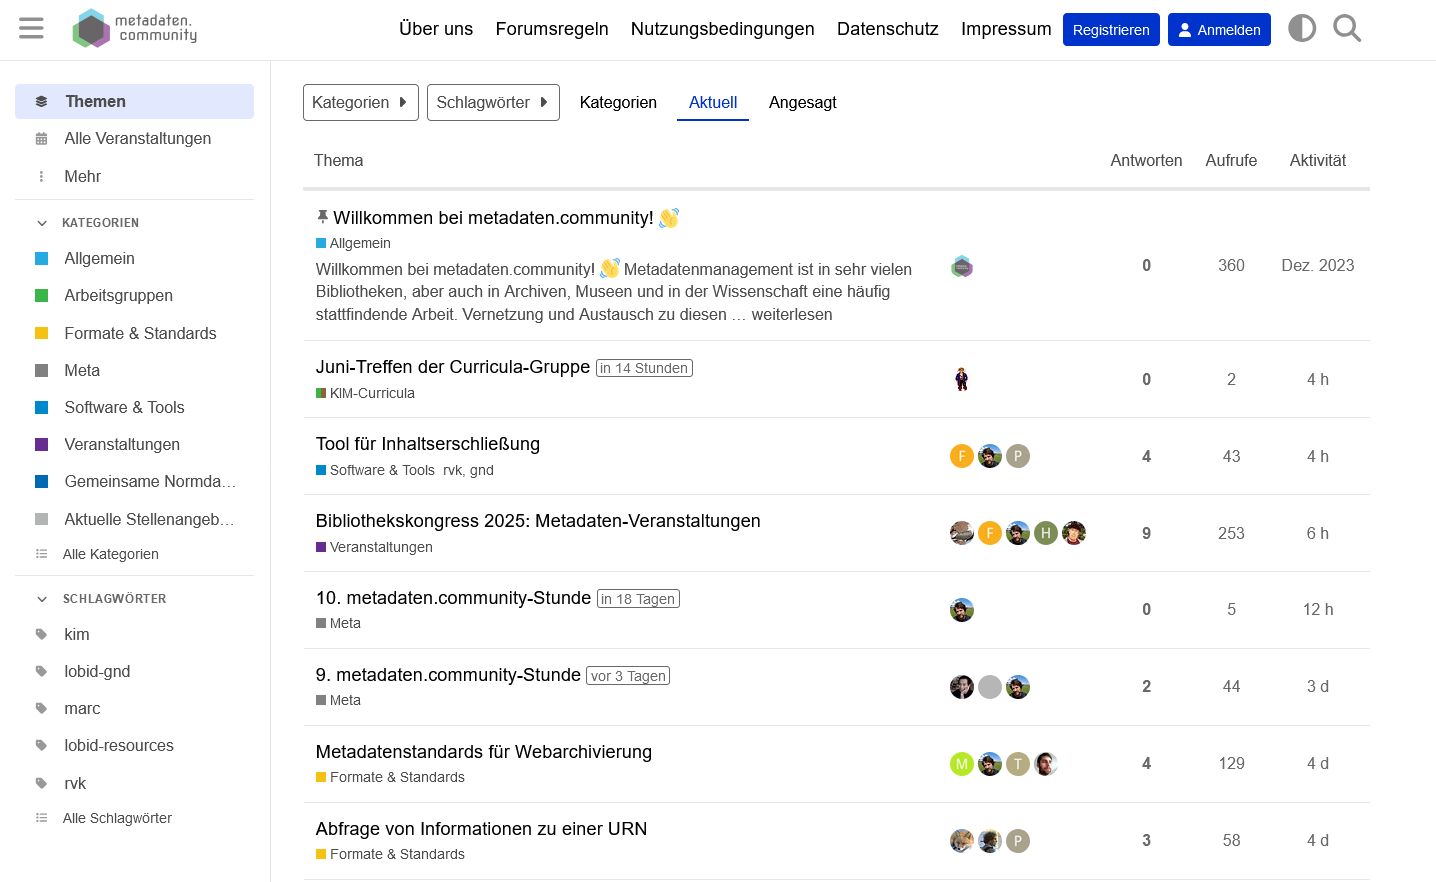 metadaten.
community
Über uns Forumsregeln Nutzungsbedingungen Datenschutz Impressum Registrieren Anmelden
Themen
Alle Veranstaltungen
Mehr
KATEGORIEN
Allgemein
Arbeitsgruppen
Formate & Standards
Meta
Software & Tools
Veranstaltungen
Gemeinsame Normda…
Aktuelle Stellenangeb…
Alle Kategorien
SCHLAGWÖRTER
kim
lobid-gnd
marc
lobid-resources
rvk
Alle Schlagwörter
Kategorien Schlagwörter Kategorien Aktuell Angesagt
Thema Antworten Aufrufe Aktivität
Willkommen bei metadaten.community! 👋
Allgemein
Willkommen bei metadaten.community! 👋 Metadatenmanagement ist in sehr vielen
Bibliotheken, aber auch in Archiven, Museen und in der Wissenschaft eine häufig
stattfindende Arbeit. Vernetzung und Austausch zu diesen … weiterlesen
0 360 Dez. 2023
Juni-Treffen der Curricula-Gruppe in 14 Stunden
KIM-Curricula
0 2 4 h
Tool für Inhaltserschließung
Software & Tools rvk, gnd
F P 4 43 4 h
Bibliothekskongress 2025: Metadaten-Veranstaltungen
Veranstaltungen
F H 9 253 6 h
10. metadaten.community-Stunde in 18 Tagen
Meta
0 5 12 h
9. metadaten.community-Stunde vor 3 Tagen
Meta
2 44 3 d
Metadatenstandards für Webarchivierung
Formate & Standards
M T 4 129 4 d
Abfrage von Informationen zu einer URN
Formate & Standards
P 3 58 4 d